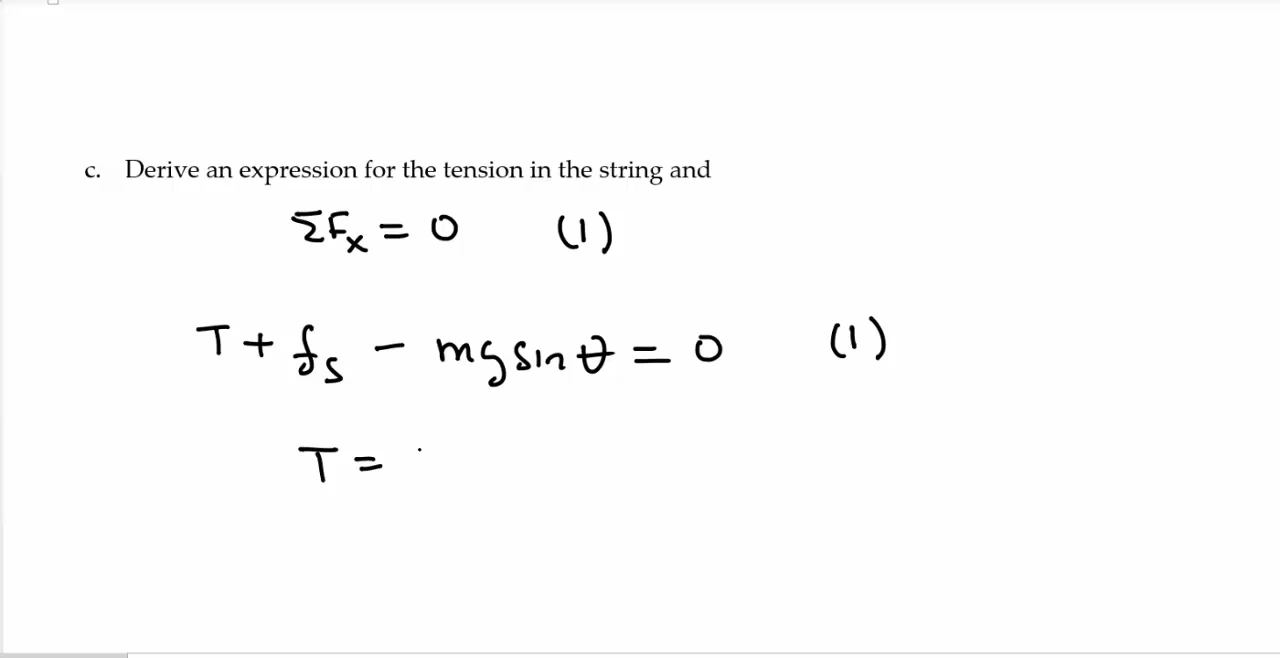 c. Derive an expression for the tension in the string and
ΣFx = 0 (1)
T + fs - mg sin θ = 0 (1)
T =